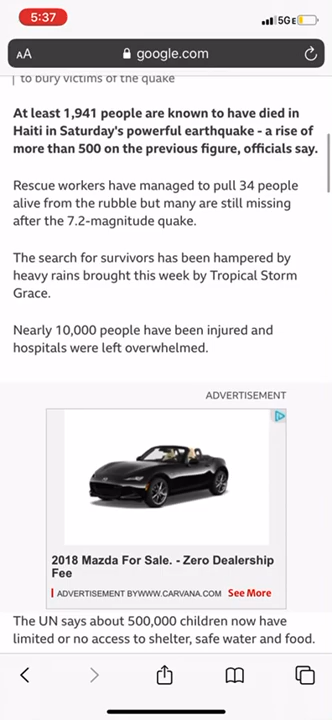 5:37
5GE
AA
google.com
to bury victims of the quake
At least 1,941 people are known to have died in
Haiti in Saturday's powerful earthquake - a rise of
more than 500 on the previous figure, officials say.
Rescue workers have managed to pull 34 people
alive from the rubble but many are still missing
after the 7.2-magnitude quake.
The search for survivors has been hampered by
heavy rains brought this week by Tropical Storm
Grace.
Nearly 10,000 people have been injured and
hospitals were left overwhelmed.
ADVERTISEMENT
2018 Mazda For Sale. - Zero Dealership
Fee
ADVERTISEMENT BYWWW.CARVANA.COM See More
The UN says about 500,000 children now have
limited or no access to shelter, safe water and food.